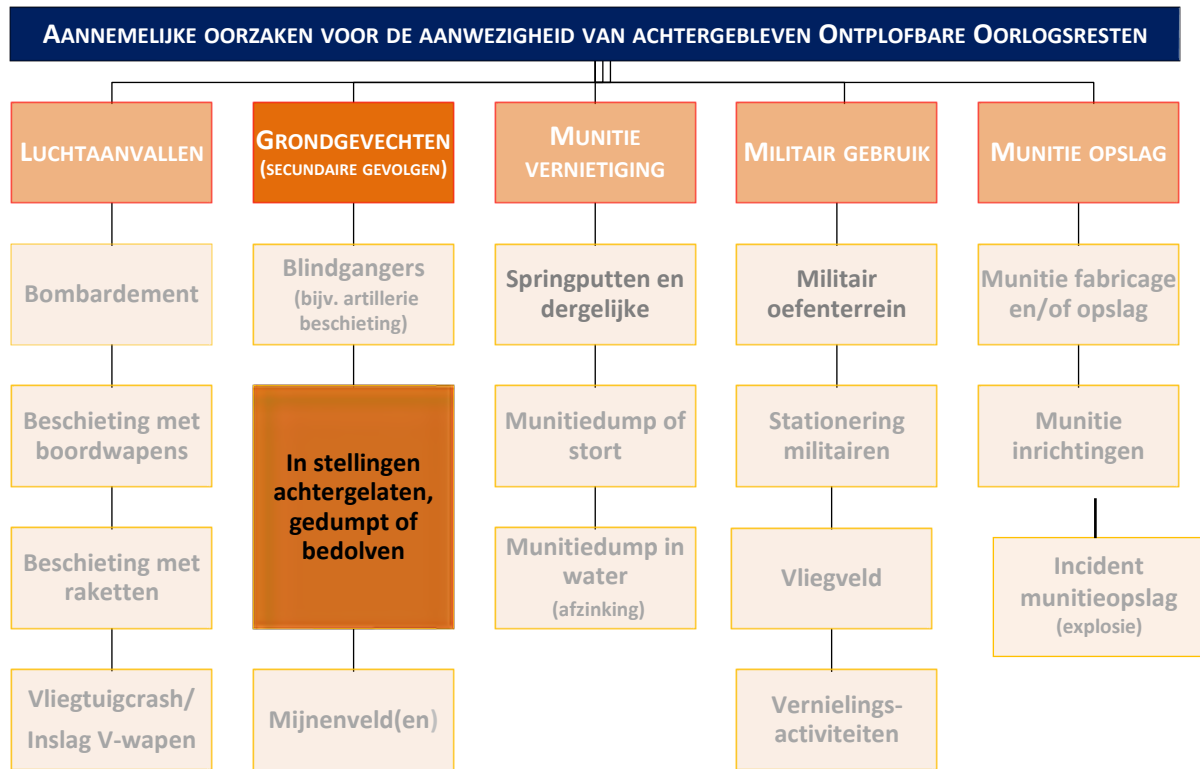 AANNEMELIJKE OORZAKEN VOOR DE AANWEZIGHEID VAN ACHTERGEBLEVEN ONTPLOFBARE OORLOGSRESTEN
LUCHTAANVALLEN
Bombardement
Beschieting met
boordwapens
Beschieting met
raketten
Vliegtuigcrash/
Inslag V-wapen
GRONDGEVECHTEN
(SECUNDAIRE GEVOLGEN)
Blindgangers
(bijv. artillerie
beschieting)
In stellingen
achtergelaten,
gedumpt of
bedolven
Mijnenveld(en)
MUNITIE
VERNIETIGING
Springputten en
dergelijke
Munitiedump of
stort
Munitiedump in
water
(afzinking)
MILITAIR GEBRUIK
Militair
oefenterrein
Stationering
militairen
Vliegveld
Vernielings-
activiteiten
MUNITIE OPSLAG
Munitie fabricage
en/of opslag
Munitie
inrichtingen
Incident
munitieopslag
(explosie)